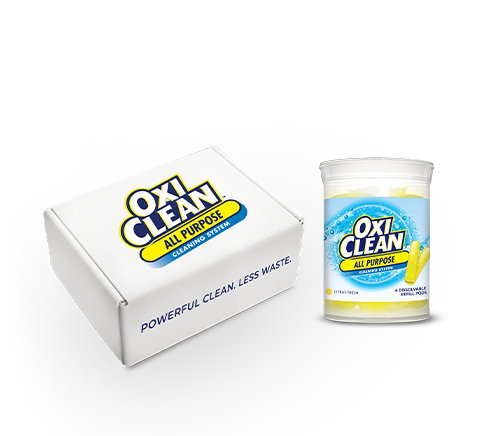 OXI
CLEAN™
ALL PURPOSE
CLEANING SYSTEM
POWERFUL CLEAN. LESS WASTE.
OXI
CLEAN
ALL PURPOSE
CLEANING SYSTEM
CITRUS FRESH
4 DISSOLVABLE
REFILL PODS